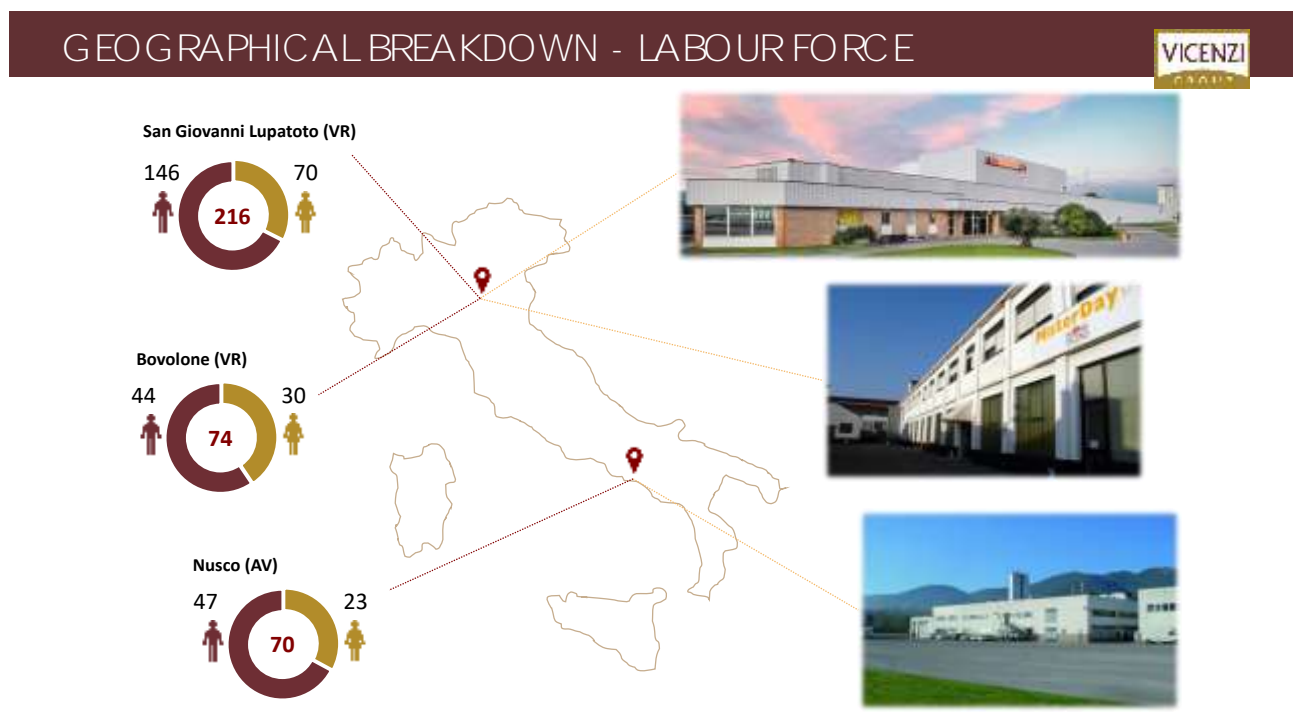 GEOGRAPHICAL BREAKDOWN - LABOUR FORCE
VICENZI
GROUP
San Giovanni Lupatoto (VR)
146
70
216
Bovolone (VR)
44
30
74
MisterDay
Nusco (AV)
47
23
70